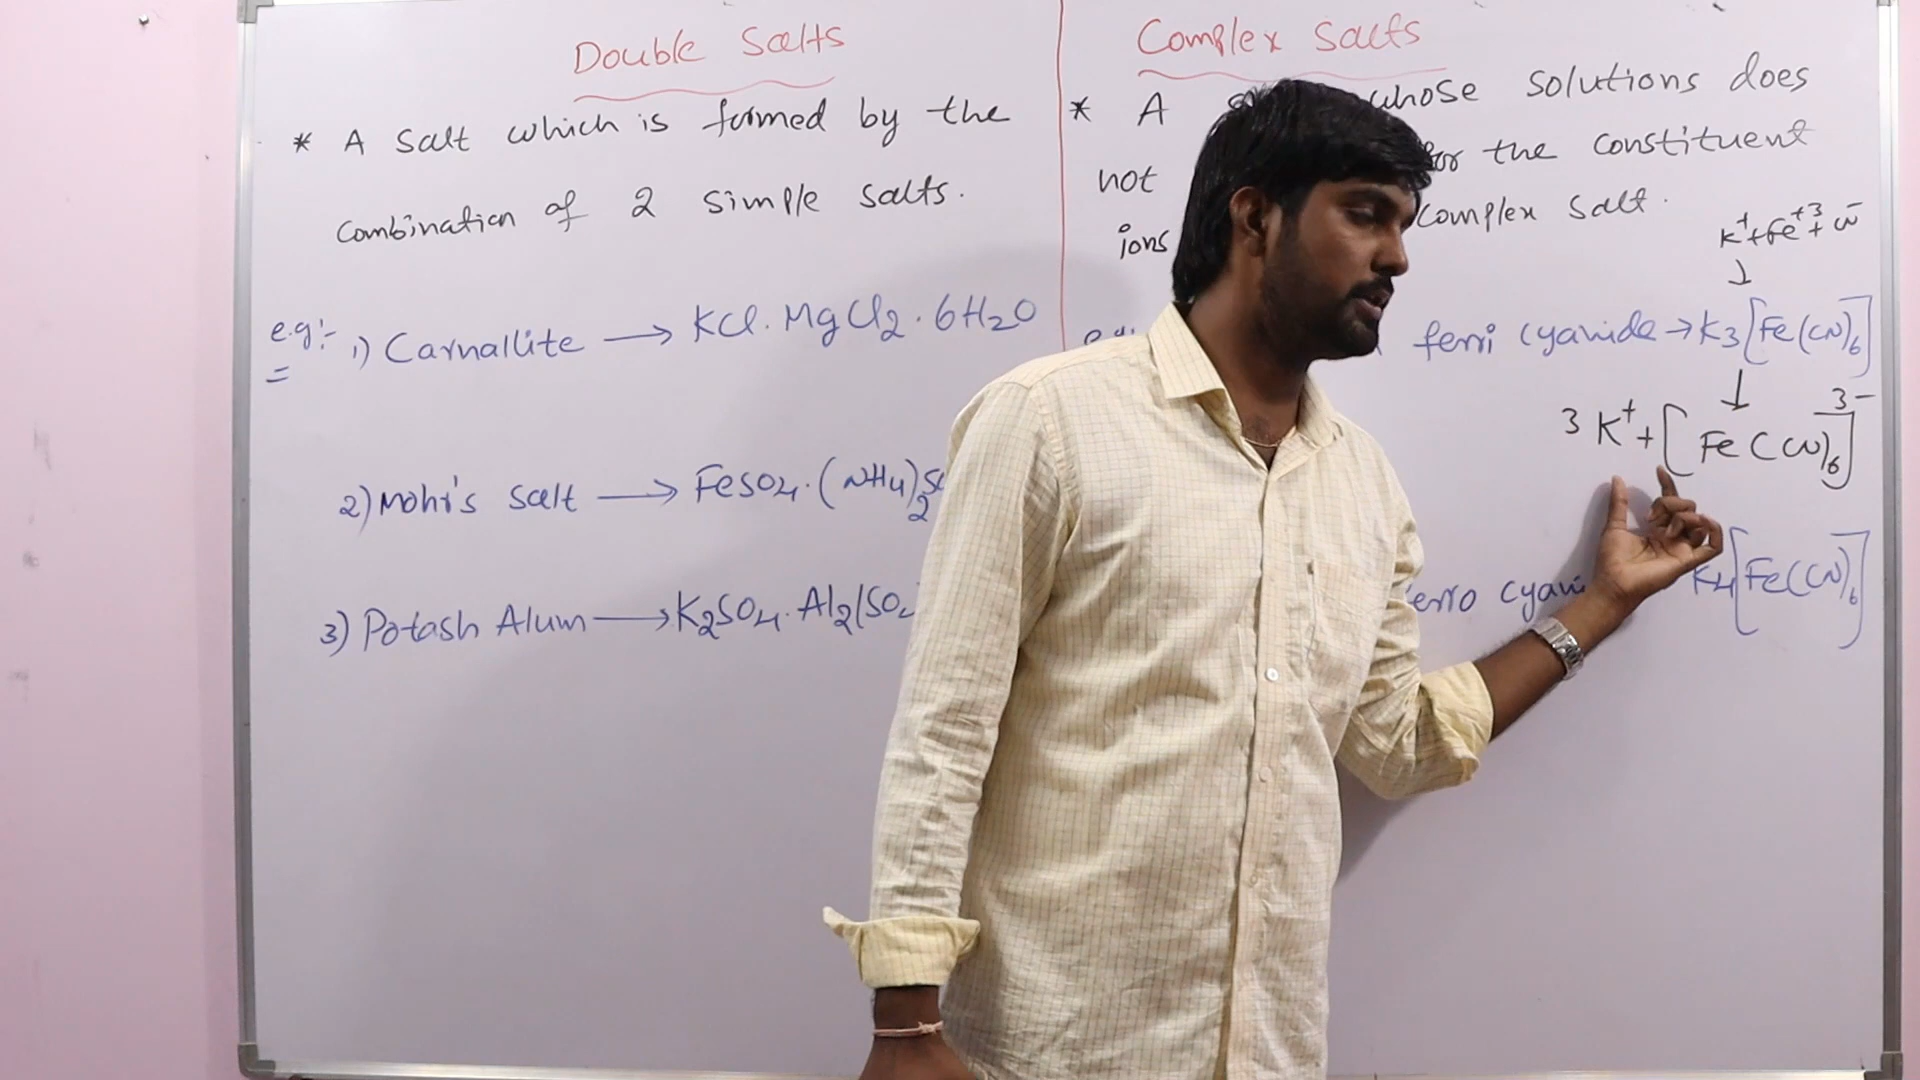 Double Salts
* A Salt which is formed by the
combination of 2 simple salts.
e.g:- 1) Carnallite → KCl.MgCl2.6H2O
2) Mohr's Salt → FeSO4.(NH4)2
3) Potash Alum → K2SO4.Al2(SO4
Complex Salts
* A whose solutions does
not for the constituent
ions complex Salt.
K+ + Fe+3 + CN-
↓
ferri cyanide → K3[Fe(CN)6]
↓
3K+ + [Fe(CN)6]3-
K4[Fe(CN)6]